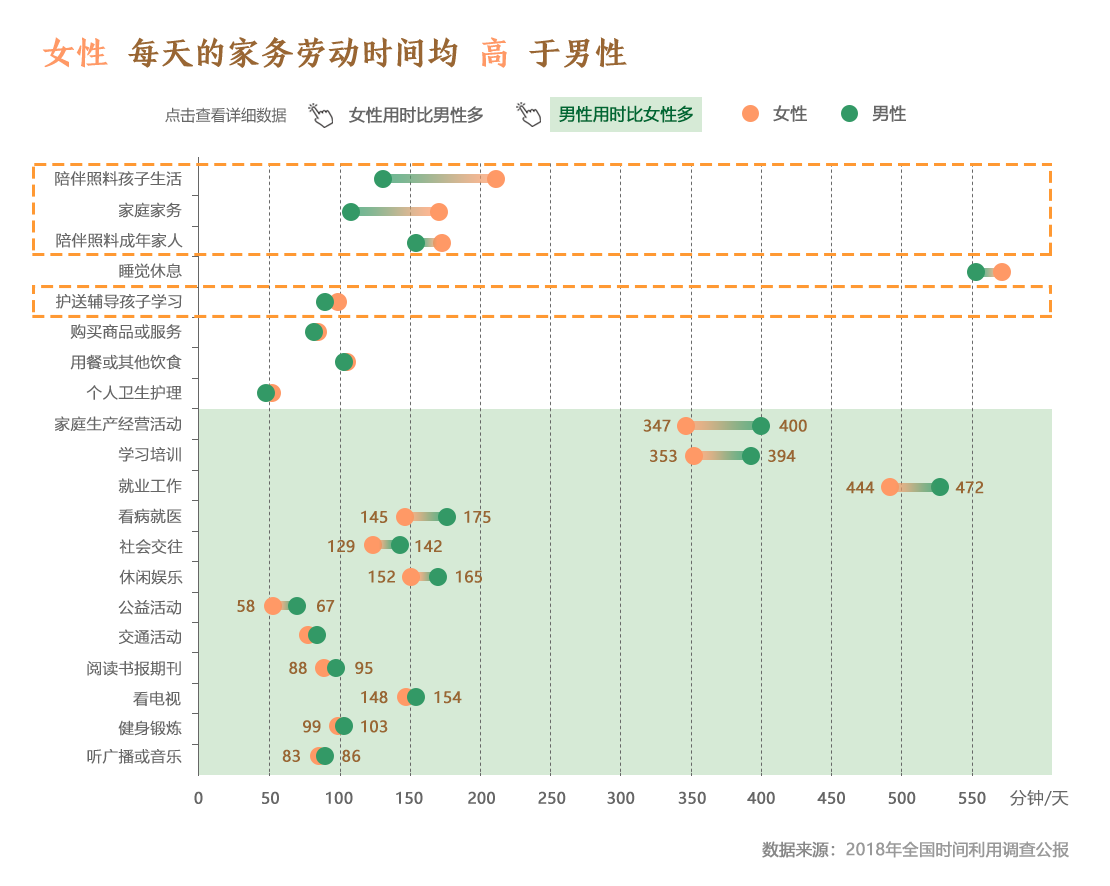 女性 每天的家务劳动时间均 高 于男性
点击查看详细数据 女性用时比男性多 男性用时比女性多 女性 男性
陪伴照料孩子生活
家庭家务
陪伴照料成年家人
睡觉休息
护送辅导孩子学习
购买商品或服务
用餐或其他饮食
个人卫生护理
家庭生产经营活动 347 400
学习培训 353 394
就业工作 444 472
看病就医 145 175
社会交往 129 142
休闲娱乐 152 165
公益活动 58 67
交通活动
阅读书报期刊 88 95
看电视 148 154
健身锻炼 99 103
听广播或音乐 83 86
0 50 100 150 200 250 300 350 400 450 500 550 分钟/天
数据来源：2018年全国时间利用调查公报